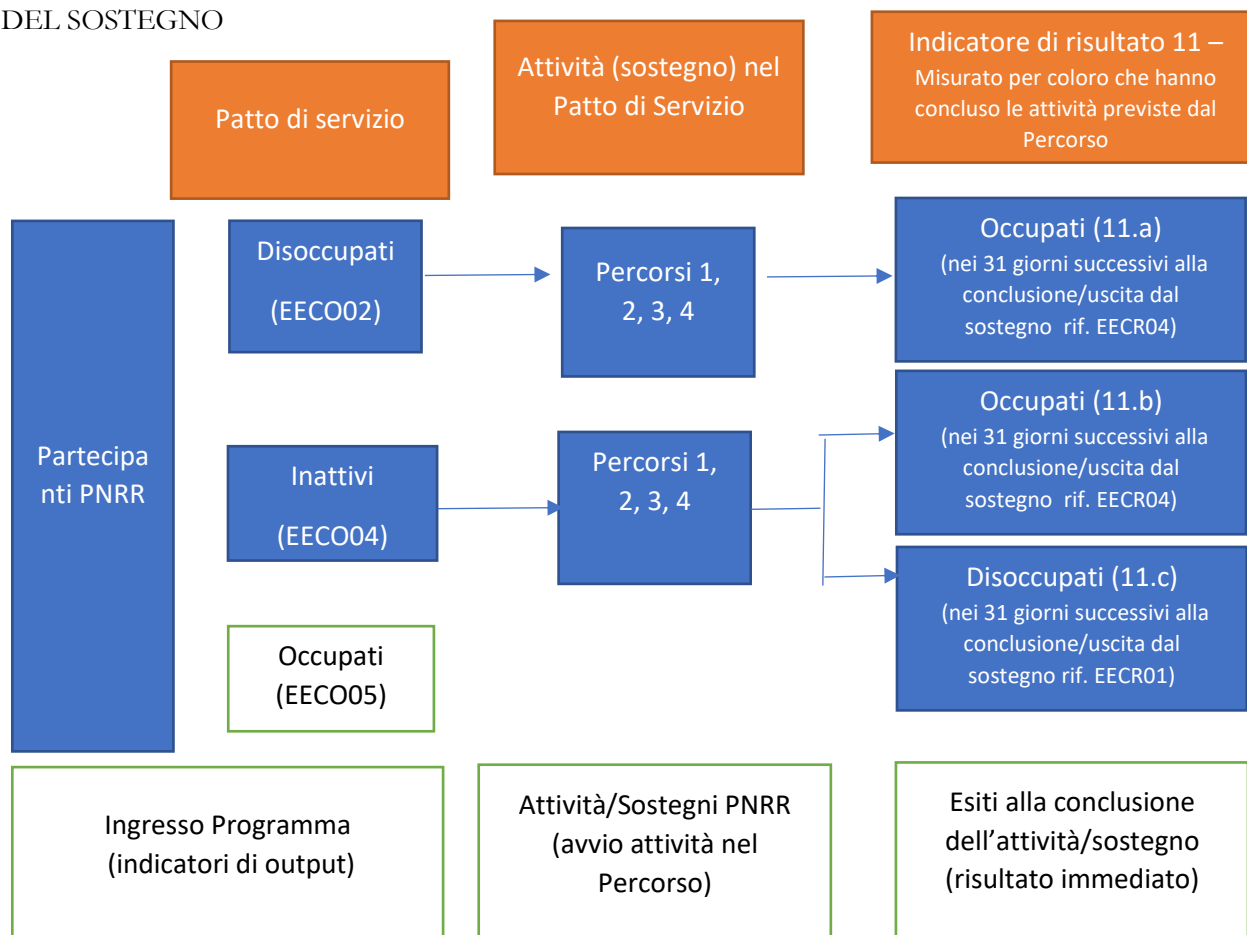 DEL SOSTEGNO
Patto di servizio
Attività (sostegno) nel
Patto di Servizio
Indicatore di risultato 11 –
Misurato per coloro che hanno
concluso le attività previste dal
Percorso
Partecipa
nti PNRR
Disoccupati
(EECO02)
Percorsi 1,
2, 3, 4
Occupati (11.a)
(nei 31 giorni successivi alla
conclusione/uscita dal
sostegno rif. EECR04)
Inattivi
(EECO04)
Percorsi 1,
2, 3, 4
Occupati (11.b)
(nei 31 giorni successivi alla
conclusione/uscita dal
sostegno rif. EECR04)
Disoccupati (11.c)
(nei 31 giorni successivi alla
conclusione/uscita dal
sostegno rif. EECR01)
Occupati
(EECO05)
Ingresso Programma
(indicatori di output)
Attività/Sostegni PNRR
(avvio attività nel
Percorso)
Esiti alla conclusione
dell’attività/sostegno
(risultato immediato)